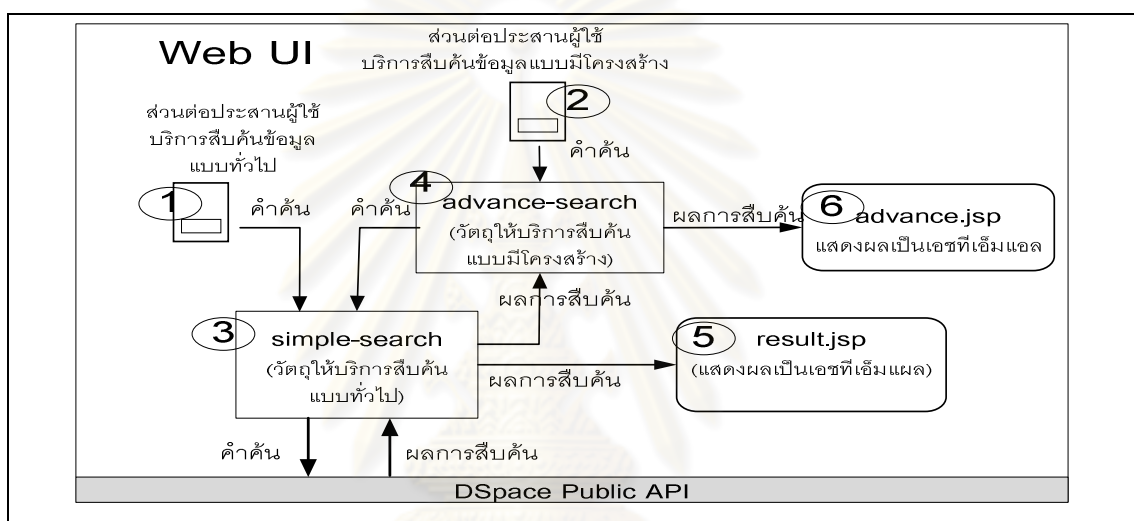 Web UI
ส่วนต่อประสานผู้ใช้
บริการสืบค้นข้อมูลแบบมีโครงสร้าง
2
คำค้น
ส่วนต่อประสานผู้ใช้
บริการสืบค้นข้อมูล
แบบทั่วไป
1
คำค้น
คำค้น
4
advance-search
(วัตถุให้บริการสืบค้น
แบบมีโครงสร้าง)
ผลการสืบค้น
6
advance.jsp
แสดงผลเป็นเอชทีเอ็มแอล
ผลการสืบค้น
3
simple-search
(วัตถุให้บริการสืบค้น
แบบทั่วไป)
ผลการสืบค้น
5
result.jsp
(แสดงผลเป็นเอชทีเอ็มแผล)
คำค้น
ผลการสืบค้น
DSpace Public API